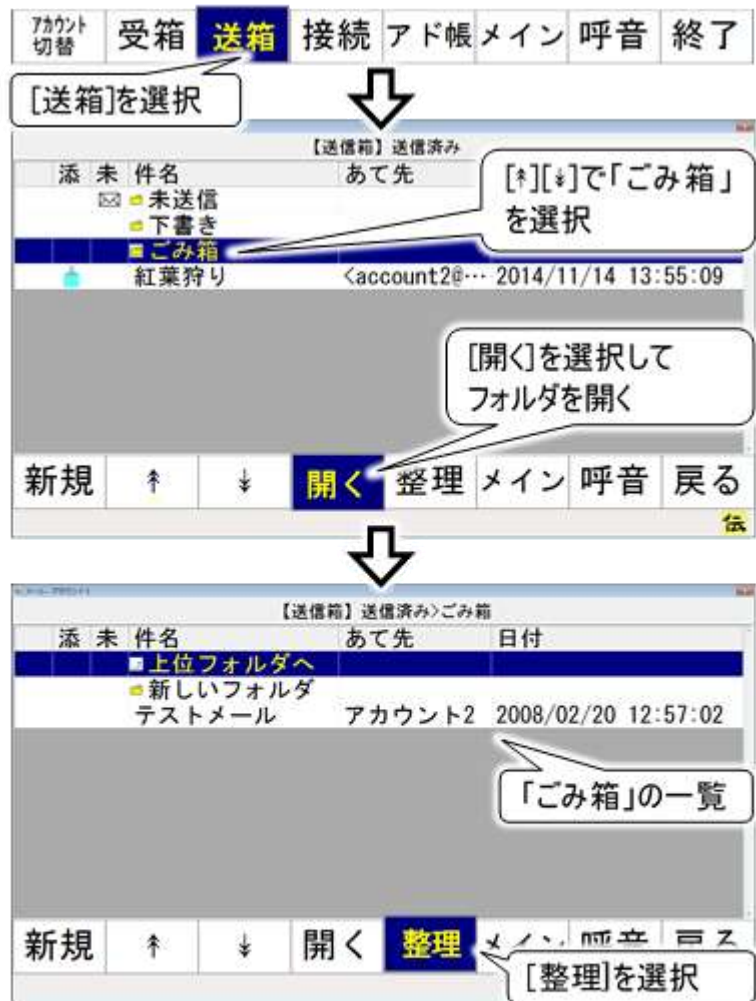 アカウント切替 受箱 送箱 接続 アド帳 メイン 呼音 終了
[送箱]を選択
【送信箱】送信済み
添 未 件名 あて先
未送信
下書き
ごみ箱
紅葉狩り <account2@… 2014/11/14 13:55:09
[↟][↡]で「ごみ箱」
を選択
[開く]を選択して
フォルダを開く
新規 ↟ ↡ 開く 整理 メイン 呼音 戻る
伝
【送信箱】送信済み>ごみ箱
添 未 件名 あて先 日付
上位フォルダへ
新しいフォルダ
テストメール アカウント2 2008/02/20 12:57:02
「ごみ箱」の一覧
新規 ↟ ↡ 開く 整理 メイン 呼音 戻る
[整理]を選択